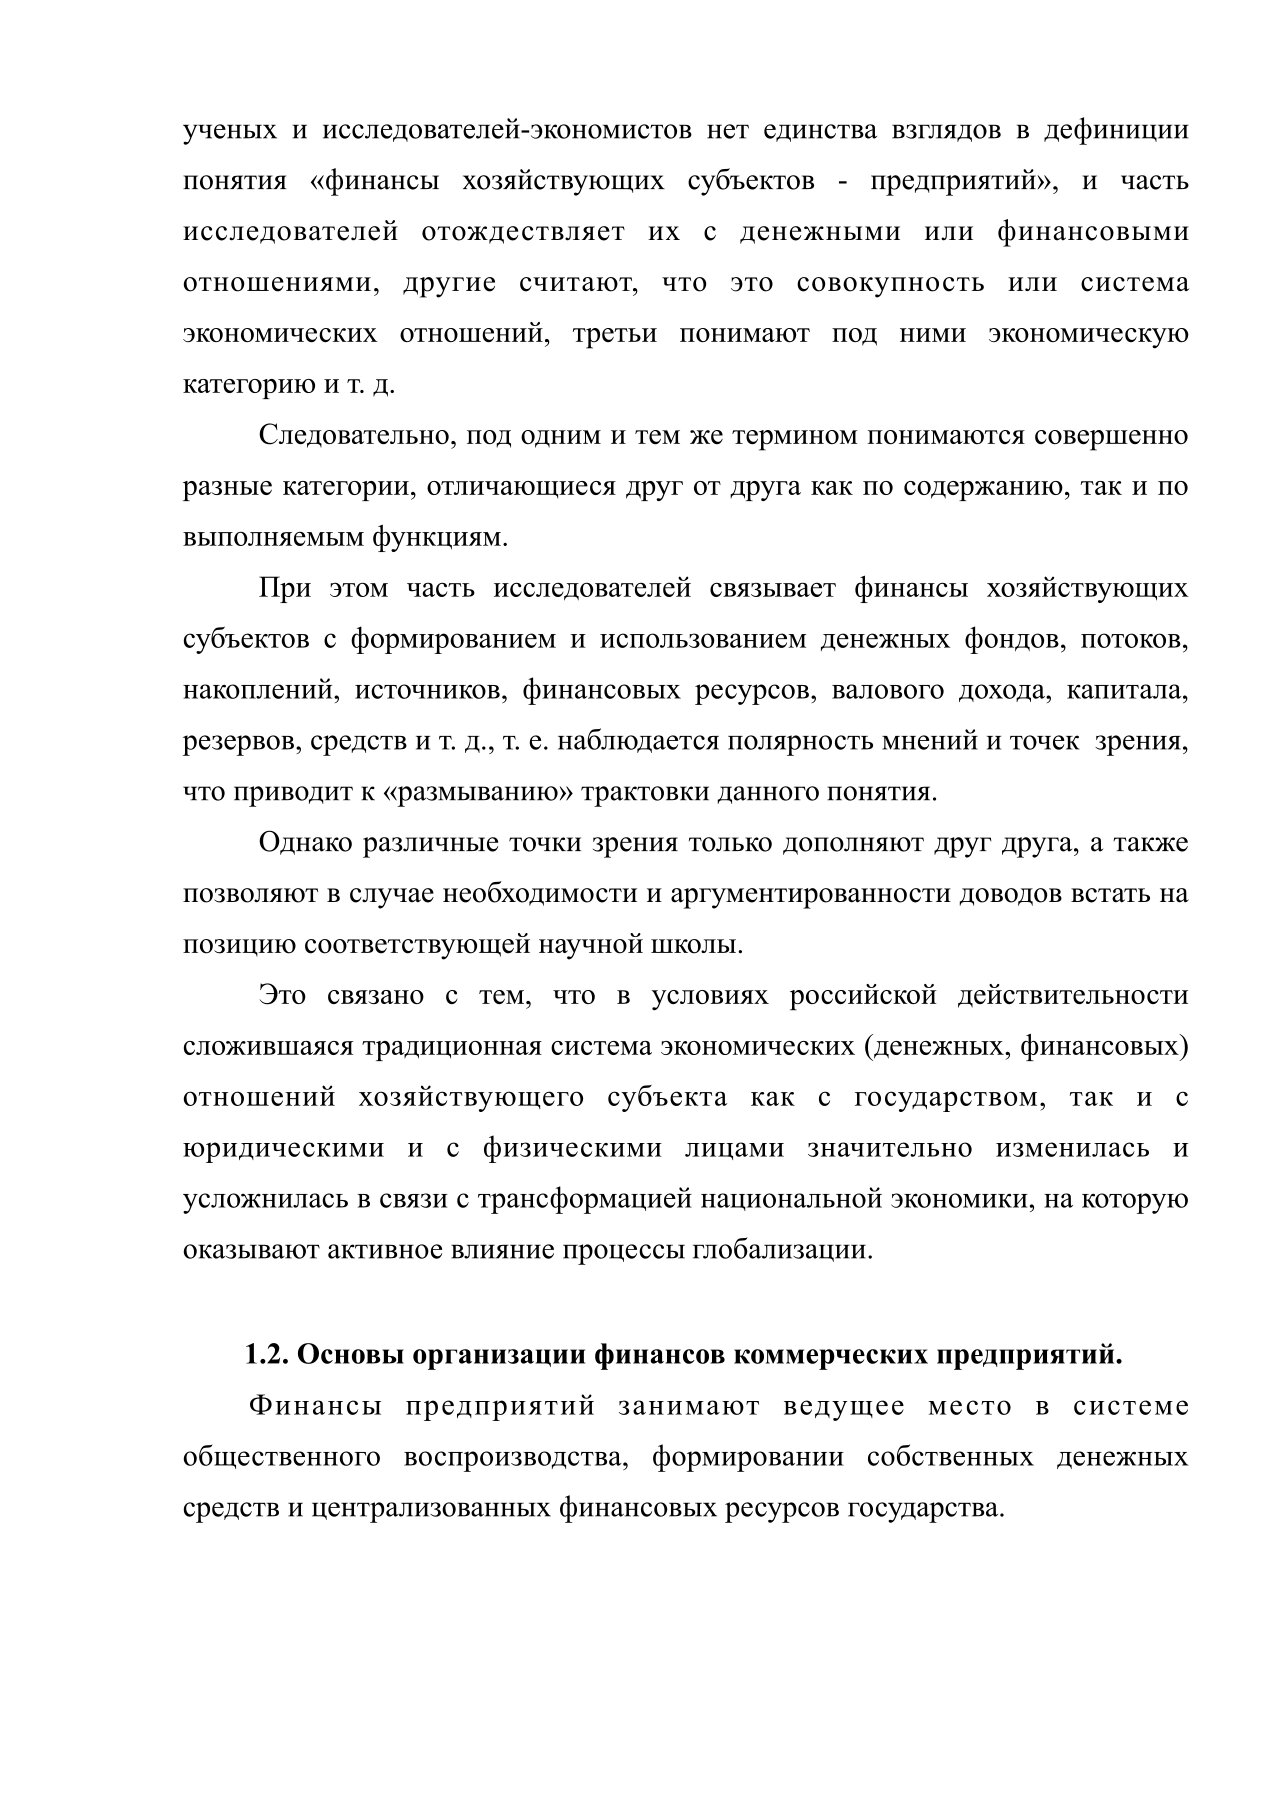 ученых и исследователей-экономистов нет единства взглядов в дефиниции
понятия «финансы хозяйствующих субъектов - предприятий», и часть
исследователей отождествляет их с денежными или финансовыми
отношениями, другие считают, что это совокупность или система
экономических отношений, третьи понимают под ними экономическую
категорию и т. д.
Следовательно, под одним и тем же термином понимаются совершенно
разные категории, отличающиеся друг от друга как по содержанию, так и по
выполняемым функциям.
При этом часть исследователей связывает финансы хозяйствующих
субъектов с формированием и использованием денежных фондов, потоков,
накоплений, источников, финансовых ресурсов, валового дохода, капитала,
резервов, средств и т. д., т. е. наблюдается полярность мнений и точек зрения,
что приводит к «размыванию» трактовки данного понятия.
Однако различные точки зрения только дополняют друг друга, а также
позволяют в случае необходимости и аргументированности доводов встать на
позицию соответствующей научной школы.
Это связано с тем, что в условиях российской действительности
сложившаяся традиционная система экономических (денежных, финансовых)
отношений хозяйствующего субъекта как с государством, так и с
юридическими и с физическими лицами значительно изменилась и
усложнилась в связи с трансформацией национальной экономики, на которую
оказывают активное влияние процессы глобализации.
1.2. Основы организации финансов коммерческих предприятий.
Финансы предприятий занимают ведущее место в системе
общественного воспроизводства, формировании собственных денежных
средств и централизованных финансовых ресурсов государства.